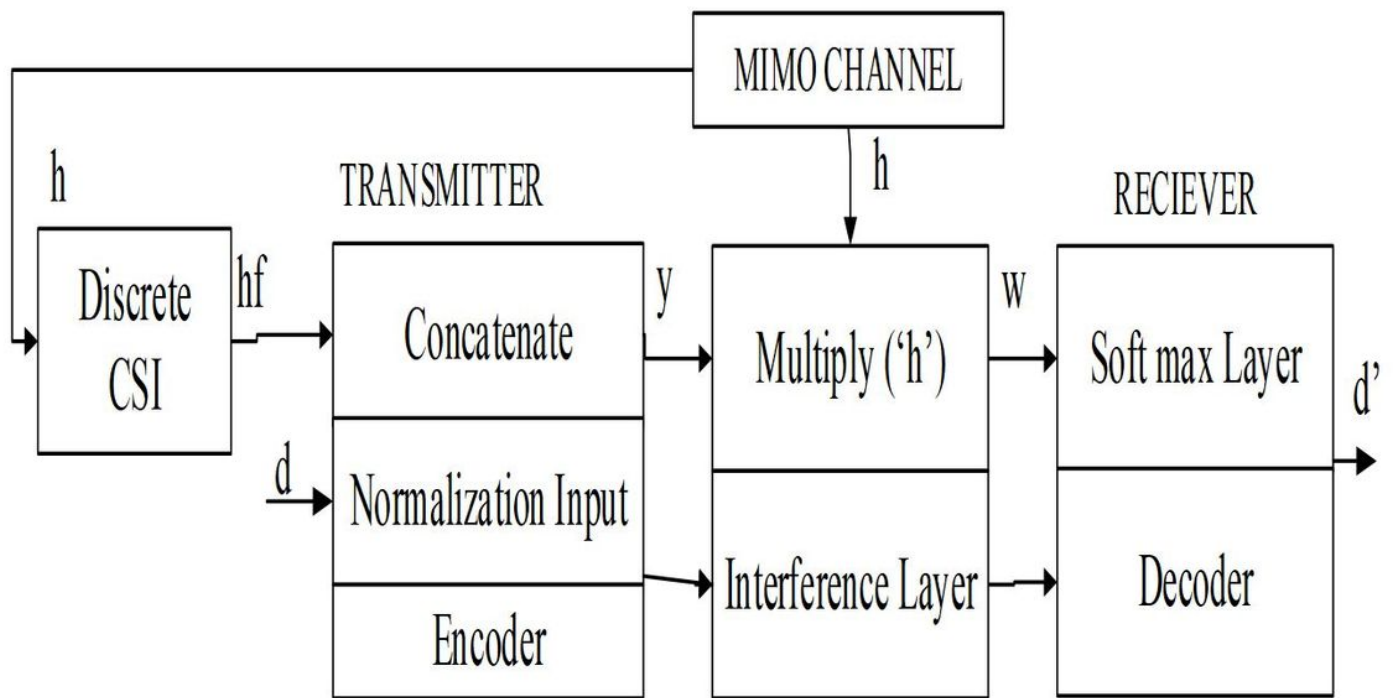 MIMO CHANNEL
h
h
TRANSMITTER
RECIEVER
Discrete
CSI
hf
Concatenate
y
Multiply (‘h’)
w
Soft max Layer
d’
d
Normalization Input
Interference Layer
Decoder
Encoder